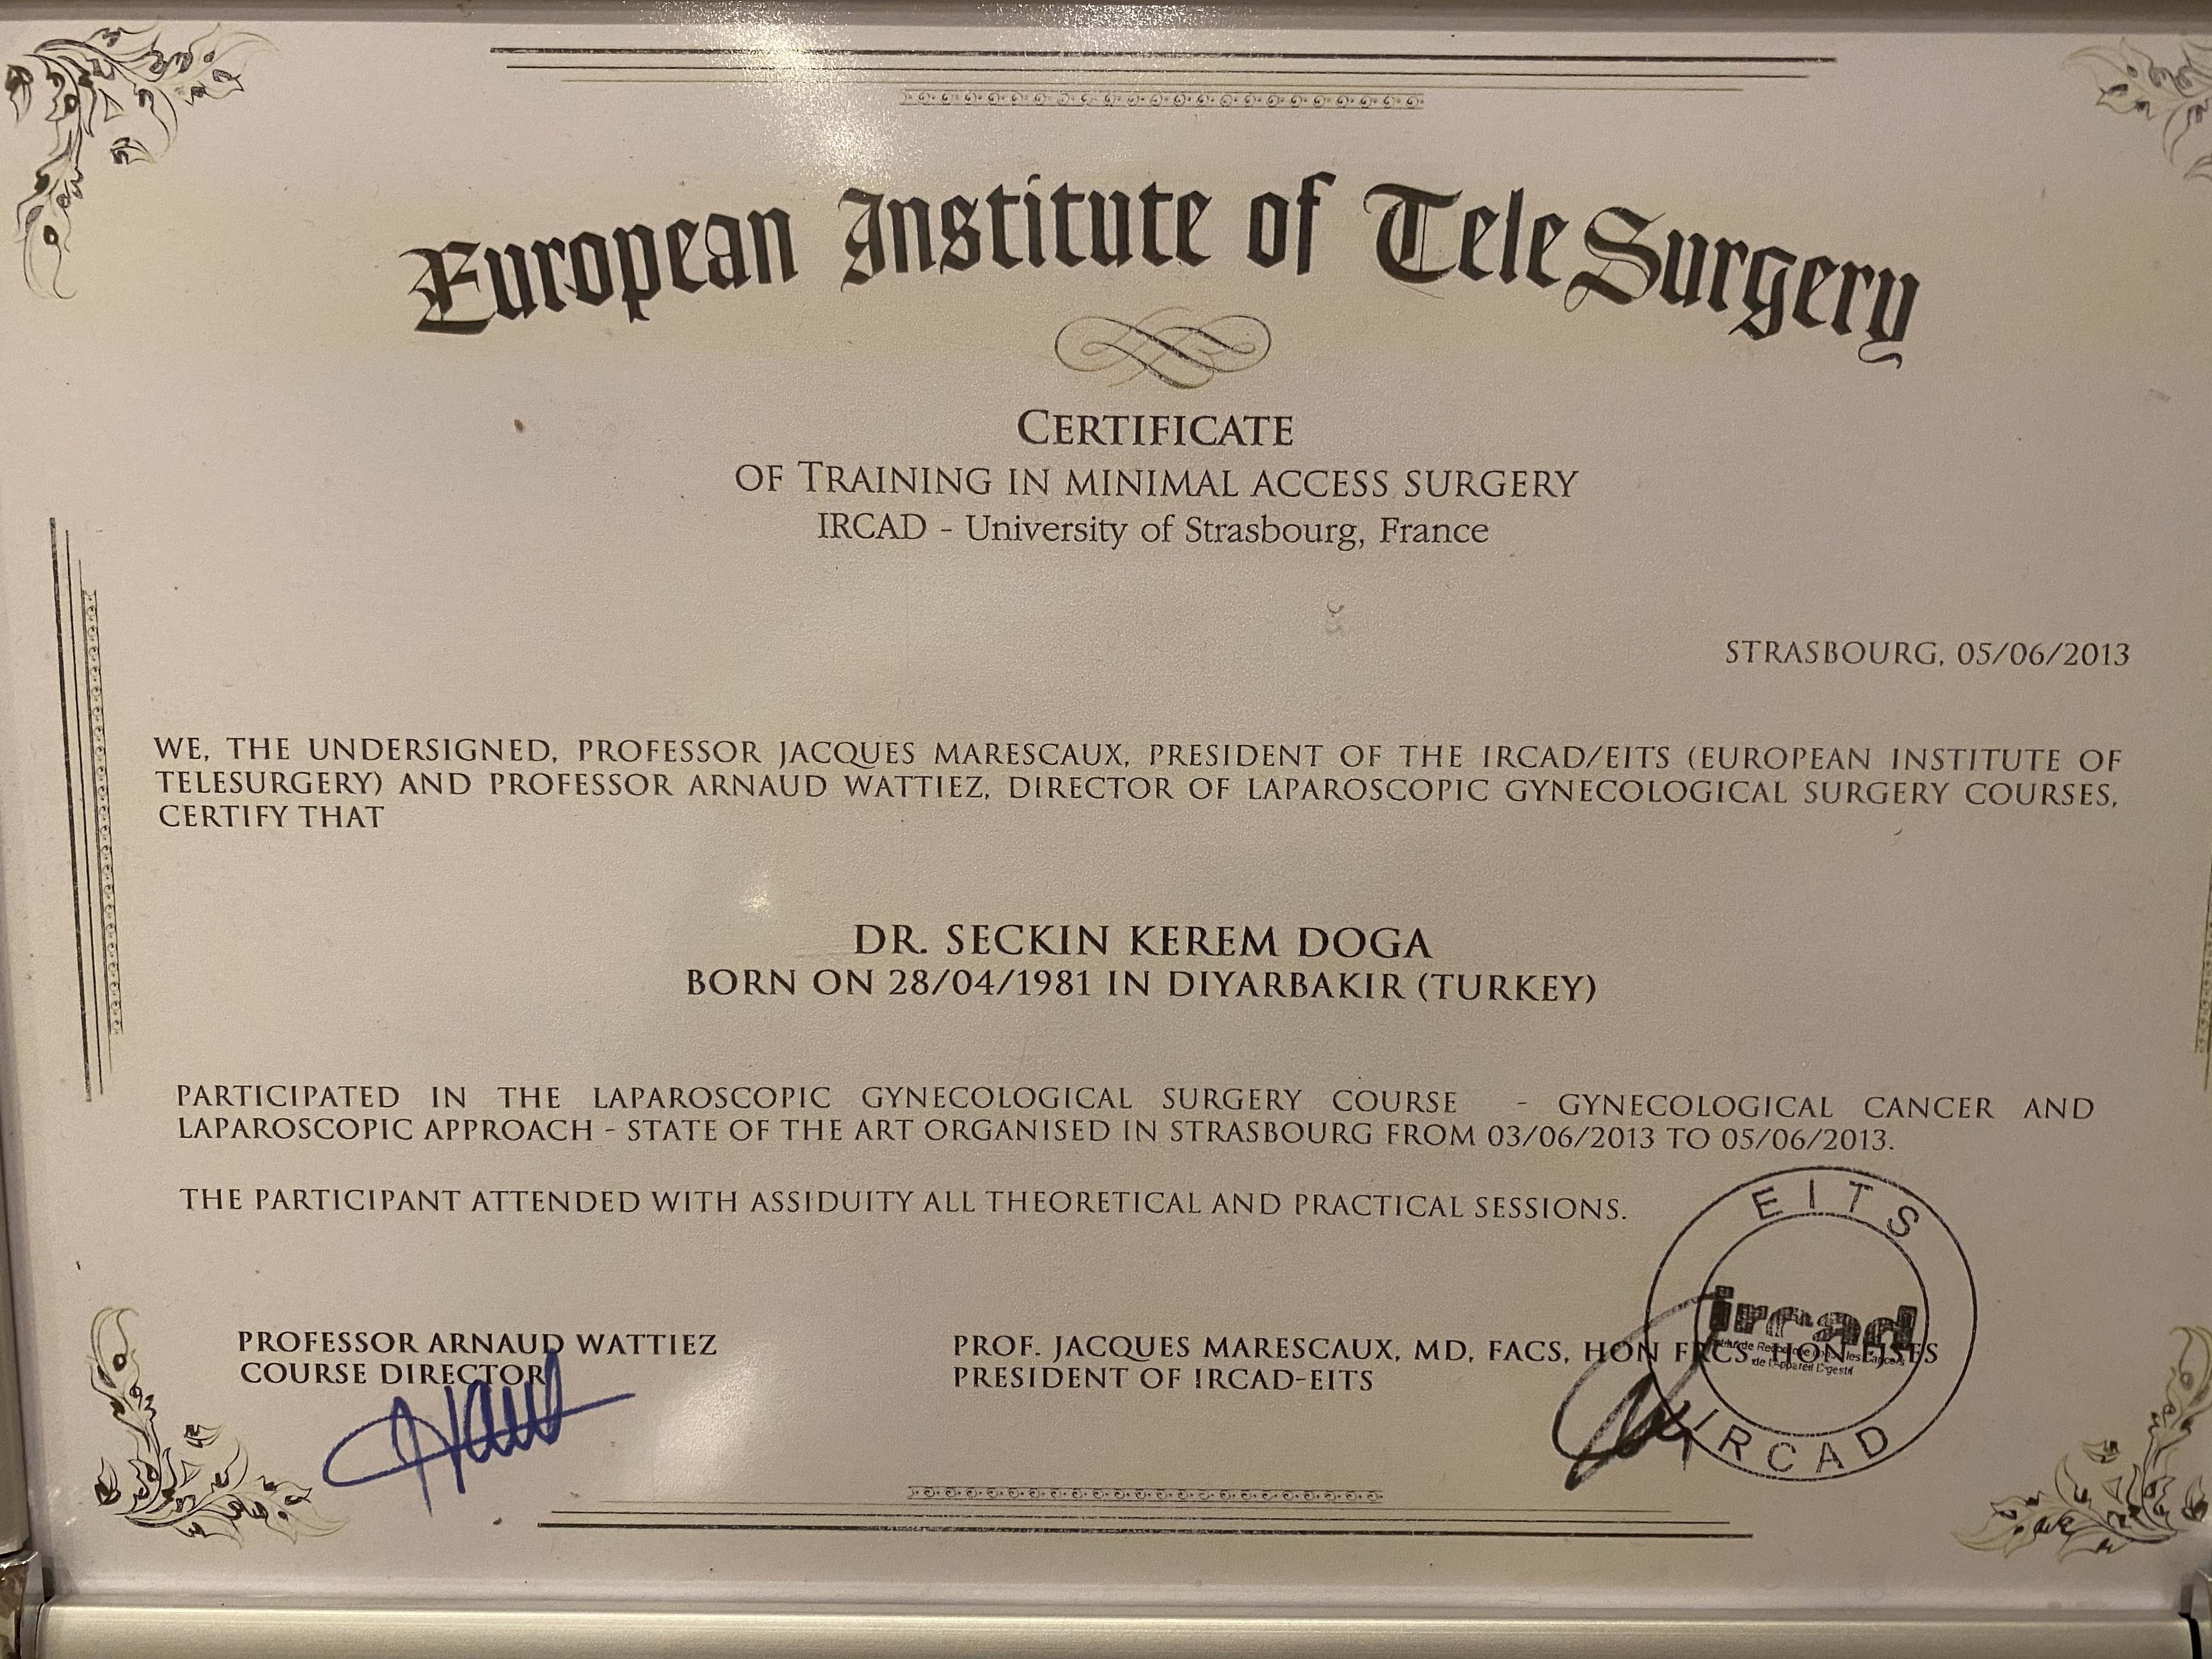 European Institute of TeleSurgery
CERTIFICATE
OF TRAINING IN MINIMAL ACCESS SURGERY
IRCAD - University of Strasbourg, France
STRASBOURG, 05/06/2013
WE, THE UNDERSIGNED, PROFESSOR JACQUES MARESCAUX, PRESIDENT OF THE IRCAD/EITS (EUROPEAN INSTITUTE OF
TELESURGERY) AND PROFESSOR ARNAUD WATTIEZ, DIRECTOR OF LAPAROSCOPIC GYNECOLOGICAL SURGERY COURSES,
CERTIFY THAT
DR. SECKIN KEREM DOGA
BORN ON 28/04/1981 IN DIYARBAKIR (TURKEY)
PARTICIPATED IN THE LAPAROSCOPIC GYNECOLOGICAL SURGERY COURSE - GYNECOLOGICAL CANCER AND
LAPAROSCOPIC APPROACH - STATE OF THE ART ORGANISED IN STRASBOURG FROM 03/06/2013 TO 05/06/2013.
THE PARTICIPANT ATTENDED WITH ASSIDUITY ALL THEORETICAL AND PRACTICAL SESSIONS.
PROFESSOR ARNAUD WATTIEZ
COURSE DIRECTOR
PROF. JACQUES MARESCAUX, MD, FACS, HON FRCS, HON
PRESIDENT OF IRCAD-EITS
EITS
ircad
de l'appareil Digestif
IRCAD